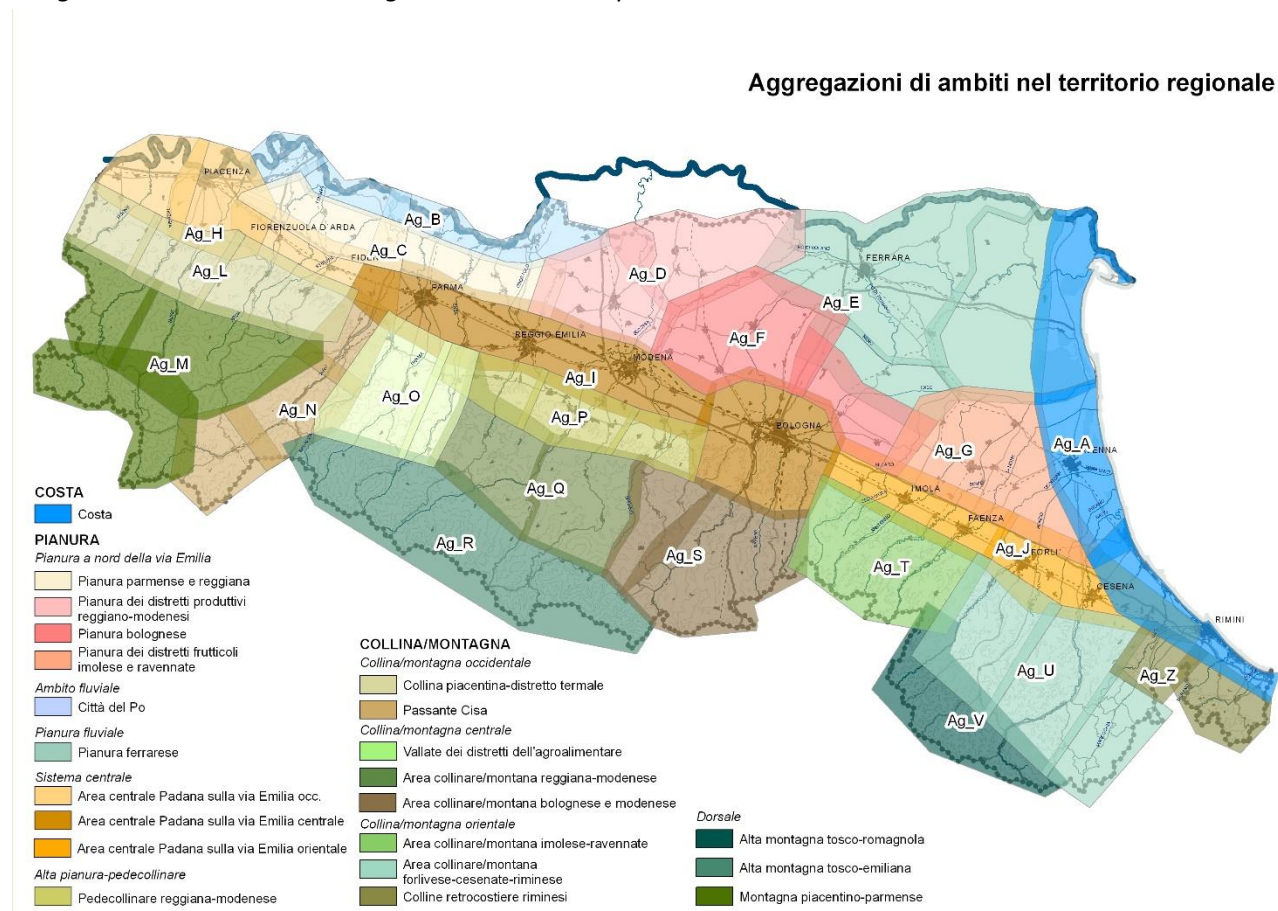 Aggregazioni di ambiti nel territorio regionale
PIACENZA
Ag_B
Ag_H
FIORENZUOLA D'ARDA
Ag_C
FIDE
Ag_L
Ag_D
FERRARA
PARMA
Ag_E
REGGIO EMILIA
Ag_F
MODENA
Ag_M
Ag_I
Ag_N
Ag_O
Ag_P
BOLOGNA
Ag_G
Ag_A
ENNA
IMOLA
Ag_Q
FAENZA
Ag_R
Ag_S
Ag_T
Ag_J
FORLI'
CESENA
RIMINI
Ag_U
Ag_Z
Ag_V
COSTA
Costa
PIANURA
Pianura a nord della via Emilia
Pianura parmense e reggiana
Pianura dei distretti produttivi
reggiano-modenesi
Pianura bolognese
Pianura dei distretti frutticoli
imolese e ravennate
Ambito fluviale
Città del Po
Pianura fluviale
Pianura ferrarese
Sistema centrale
Area centrale Padana sulla via Emilia occ.
Area centrale Padana sulla via Emilia centrale
Area centrale Padana sulla via Emilia orientale
Alta pianura-pedecollinare
Pedecollinare reggiana-modenese
COLLINA/MONTAGNA
Collina/montagna occidentale
Collina piacentina-distretto termale
Passante Cisa
Collina/montagna centrale
Vallate dei distretti dell'agroalimentare
Area collinare/montana reggiana-modenese
Area collinare/montana bolognese e modenese
Collina/montagna orientale
Area collinare/montana imolese-ravennate
Area collinare/montana
forlivese-cesenate-riminese
Colline retrocostiere riminesi
Dorsale
Alta montagna tosco-romagnola
Alta montagna tosco-emiliana
Montagna piacentino-parmense